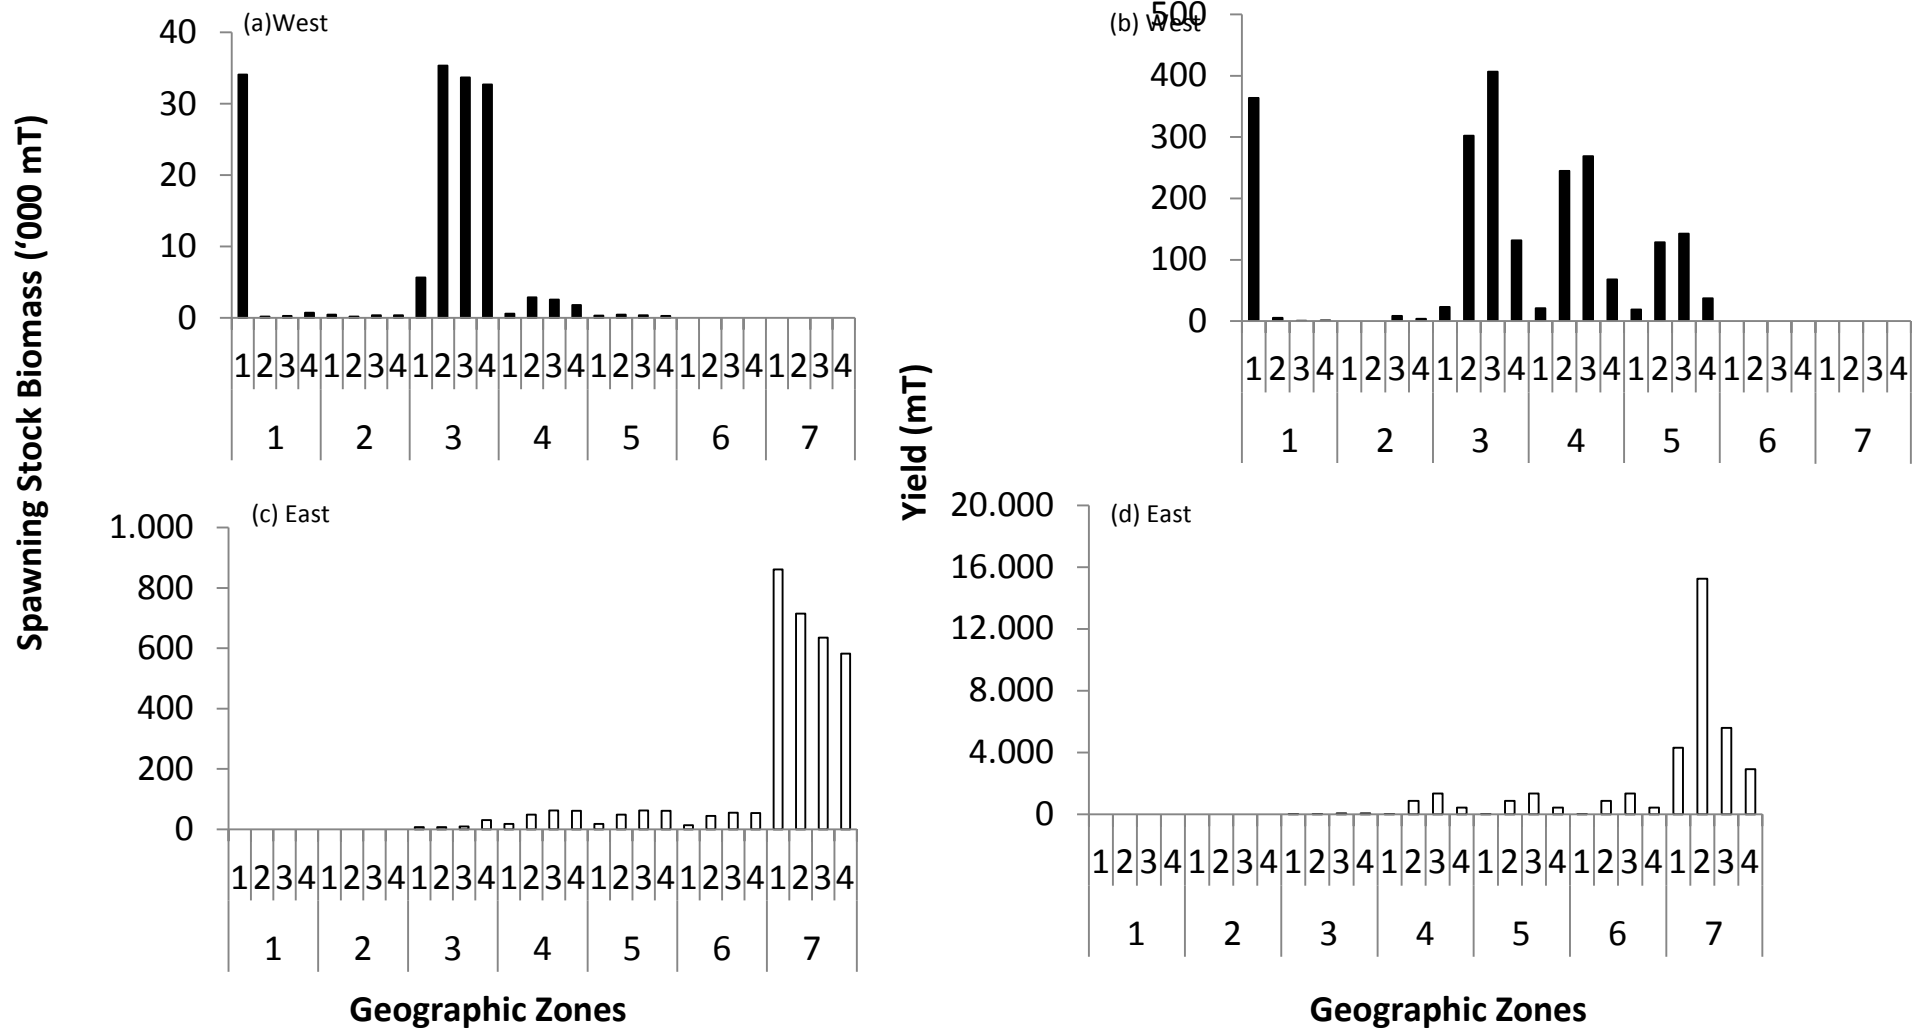 Spawning Stock Biomass (‘000 mT)
(a)West
40
30
20
10
0
1 2 3 4 1 2 3 4 1 2 3 4 1 2 3 4 1 2 3 4 1 2 3 4 1 2 3 4
1 2 3 4 5 6 7
Yield (mT)
(b) West
500
400
300
200
100
0
1 2 3 4 1 2 3 4 1 2 3 4 1 2 3 4 1 2 3 4 1 2 3 4 1 2 3 4
1 2 3 4 5 6 7
(c) East
1.000
800
600
400
200
0
1 2 3 4 1 2 3 4 1 2 3 4 1 2 3 4 1 2 3 4 1 2 3 4 1 2 3 4
1 2 3 4 5 6 7
Geographic Zones
(d) East
20.000
16.000
12.000
8.000
4.000
0
1 2 3 4 1 2 3 4 1 2 3 4 1 2 3 4 1 2 3 4 1 2 3 4 1 2 3 4
1 2 3 4 5 6 7
Geographic Zones